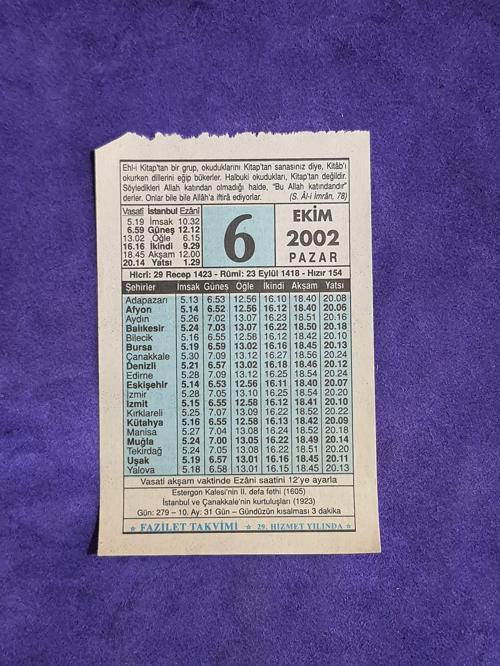 Ehl-i Kitap'tan bir grup, okuduklarını Kitap'tan sanasınız diye, Kitâb'ı
okurken dillerini eğip bükerler. Halbuki okudukları, Kitap'tan değildir.
Söyledikleri Allah katından olmadığı halde, "Bu Allah katındandır"
derler. Onlar bile bile Allâh'a iftirâ ediyorlar. (S. Âl-i İmrân, 78)
Vasatî İstanbul Ezânî
5.19 İmsak 10.32
6.59 Güneş 12.12
13.02 Öğle 6.15
16.16 İkindi 9.29
18.45 Akşam 12.00
20.14 Yatsı 1.29
6
EKİM
2002
PAZAR
Hicrî: 29 Recep 1423 - Rûmî: 23 Eylül 1418 - Hızır 154
Şehirler İmsak Güneş Öğle İkindi Akşam Yatsı
Adapazarı 5.13 6.53 12.56 16.10 18.40 20.08
Afyon 5.14 6.52 12.56 16.12 18.40 20.06
Aydın 5.26 7.02 13.07 16.23 18.51 20.16
Balıkesir 5.24 7.03 13.07 16.22 18.50 20.18
Bilecik 5.16 6.55 12.58 16.12 18.42 20.10
Bursa 5.19 6.59 13.02 16.16 18.45 20.13
Çanakkale 5.30 7.09 13.12 16.27 18.56 20.24
Denizli 5.21 6.57 13.02 16.18 18.46 20.12
Edirne 5.28 7.09 13.12 16.25 18.54 20.24
Eskişehir 5.14 6.53 12.56 16.11 18.40 20.07
İzmir 5.28 7.05 13.10 16.25 18.54 20.20
İzmit 5.15 6.55 12.58 16.12 18.41 20.10
Kırklareli 5.25 7.07 13.09 16.22 18.52 20.22
Kütahya 5.16 6.55 12.58 16.13 18.42 20.09
Manisa 5.27 7.04 13.08 16.24 18.52 20.18
Muğla 5.24 7.00 13.05 16.22 18.49 20.14
Tekirdağ 5.24 7.05 13.08 16.22 18.51 20.20
Uşak 5.19 6.57 13.01 16.16 18.45 20.11
Yalova 5.18 6.58 13.01 16.15 18.45 20.13
Vasati akşam vaktinde Ezâni saatini 12'ye ayarla
Estergon Kalesi'nin II. defa fethi (1605)
İstanbul ve Çanakkale'nin kurtuluşları (1923)
Gün: 279 – 10. Ay: 31 Gün – Gündüzün kısalması 3 dakika
★ FAZİLET TAKVİMİ ★ 29. HİZMET YILINDA ★